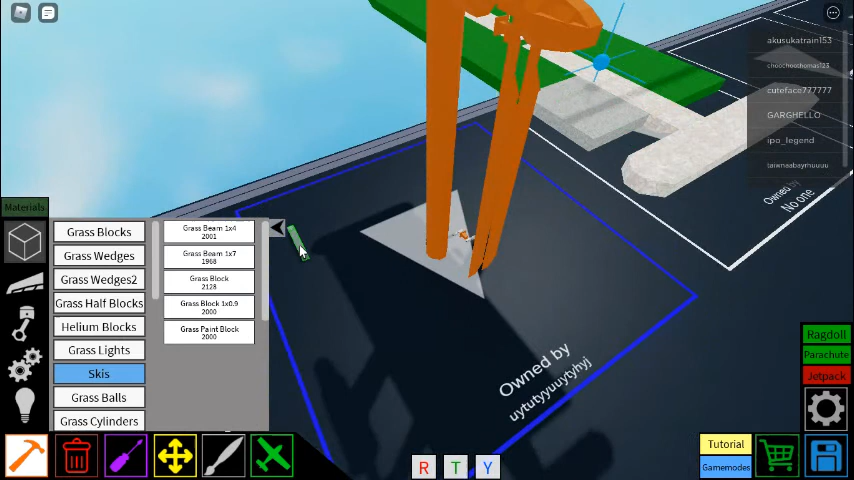 akusukatrain153
choochoothomas123
cuteface777777
GARGHELLO
ipo_legend
taiwnaabaymuuuu
Owned by
No one
Materials
Grass Blocks
Grass Wedges
Grass Wedges2
Grass Half Blocks
Helium Blocks
Grass Lights
Skis
Grass Balls
Grass Cylinders
Grass Beam 1x4
2001
Grass Beam 1x7
1968
Grass Block
2128
Grass Block 1x0.9
2000
Grass Paint Block
2000
Owned by
uytutyyuuytyhyj
Ragdoll
Parachute
Jetpack
Tutorial
Gamemodes
R T Y